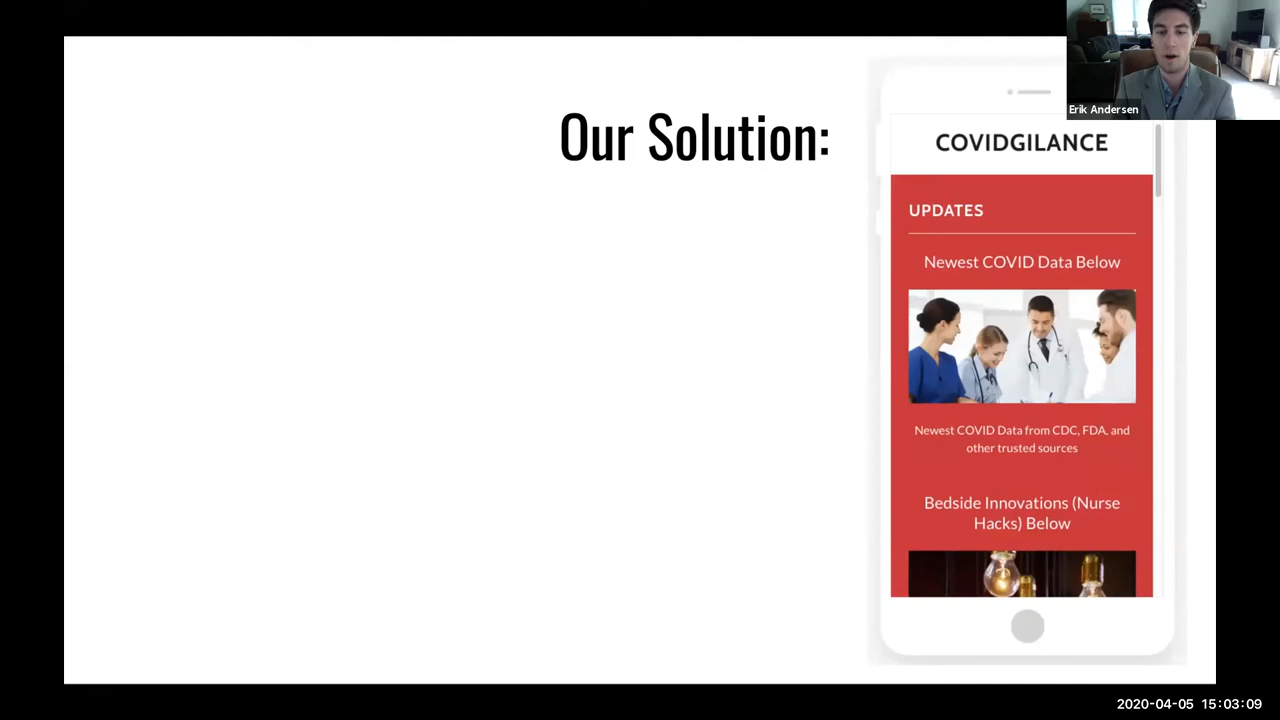 Erik Andersen
Our Solution:
COVIDGILANCE
UPDATES
Newest COVID Data Below
Newest COVID Data from CDC, FDA, and
other trusted sources
Bedside Innovations (Nurse
Hacks) Below
2020-04-05 15:03:09